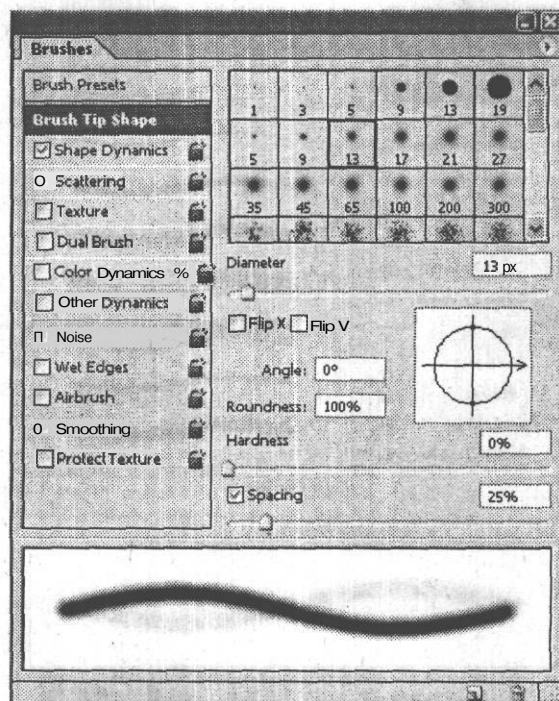 Brushes
Brush Presets
Brush Tip Shape
Shape Dynamics
O Scattering
Texture
Dual Brush
Color Dynamics %
Other Dynamics
П Noise
Wet Edges
Airbrush
0 Smoothing
Protect Texture
1 3 5 9 13 19
5 9 13 17 21 27
35 45 65 100 200 300
Diameter 13 px
Flip X Flip V
Angle: 0°
Roundness: 100%
Hardness 0%
Spacing 25%